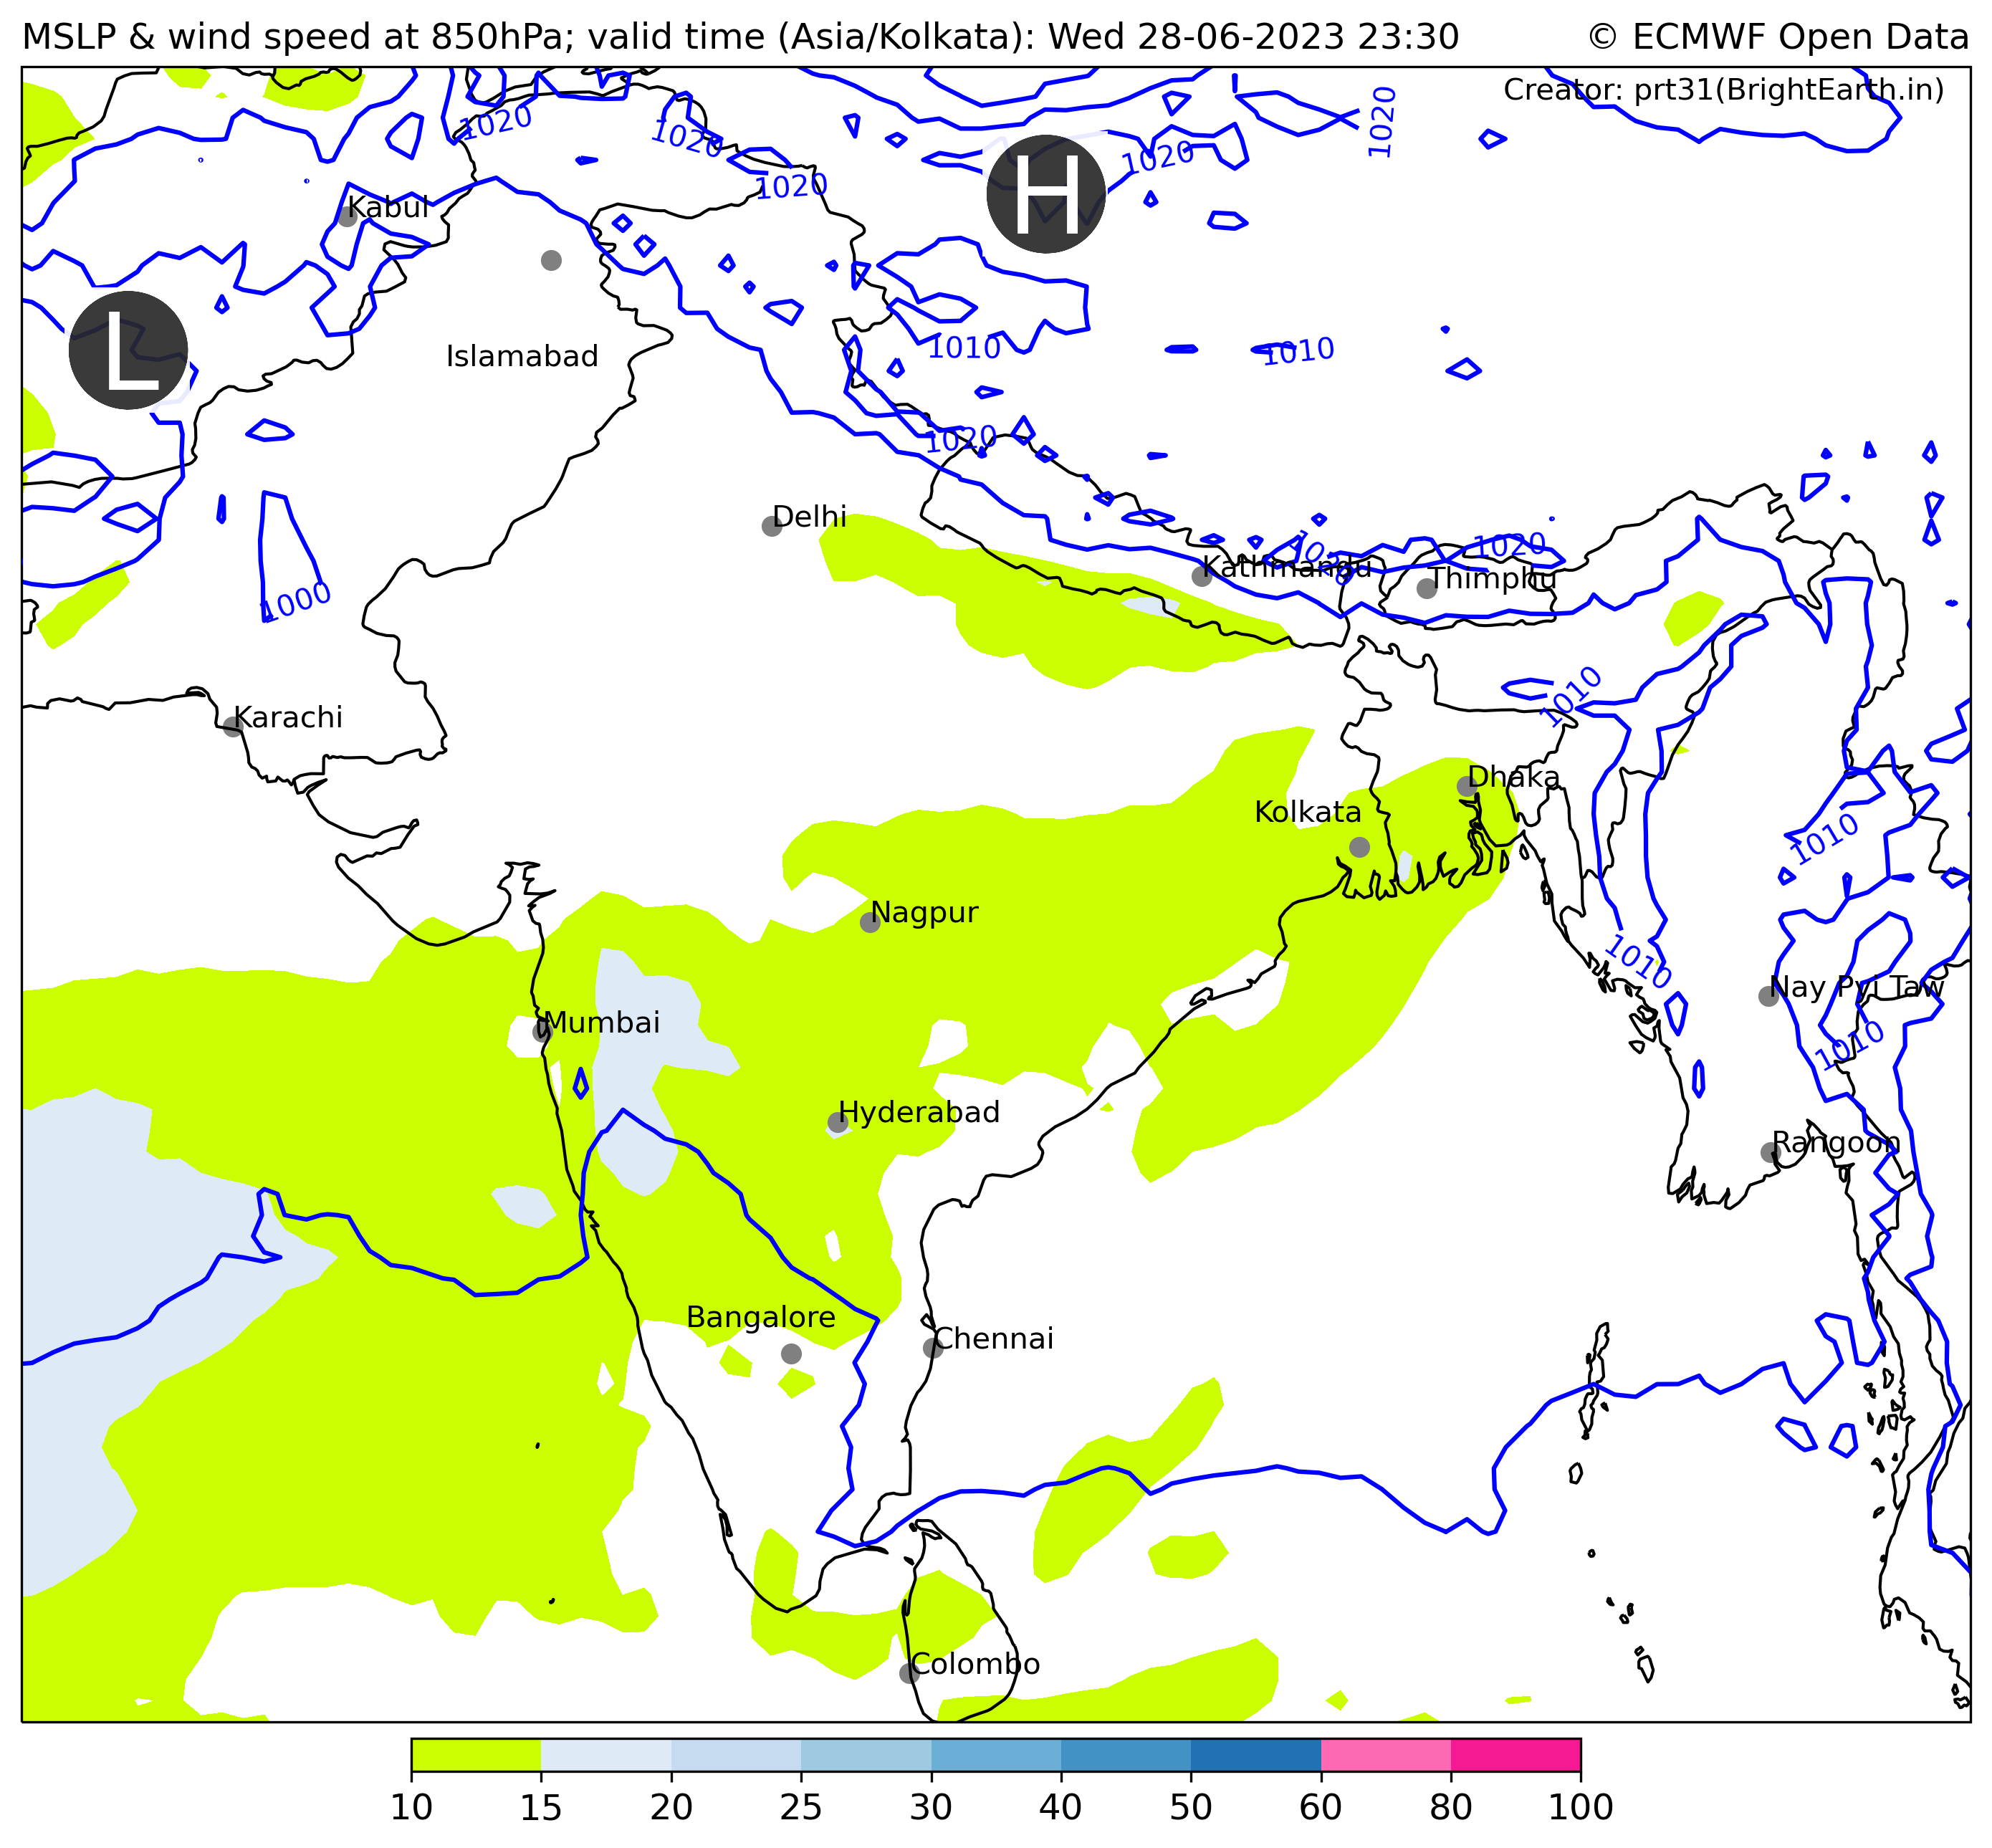 MSLP & wind speed at 850hPa; valid time (Asia/Kolkata): Wed 28-06-2023 23:30
© ECMWF Open Data
Creator: prt31(BrightEarth.in)
1020
1020
1020
1020
1020
H
Kabul
L
Islamabad
1010
1010
1020
Delhi
1020
1020
Kathmandu
Thimphu
1000
1010
Karachi
Dhaka
Kolkata
1010
Nagpur
1010
Nay Pyi Taw
Mumbai
1010
Hyderabad
Rangoon
Bangalore
Chennai
Colombo
10 15 20 25 30 40 50 60 80 100